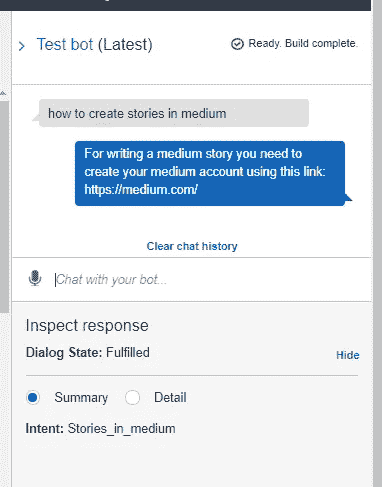 Test bot (Latest)
Ready. Build complete.
how to create stories in medium
For writing a medium story you need to
create your medium account using this link:
https://medium.com/
Clear chat history
Chat with your bot...
Inspect response
Dialog State: Fulfilled
Hide
Summary
Detail
Intent: Stories_in_medium